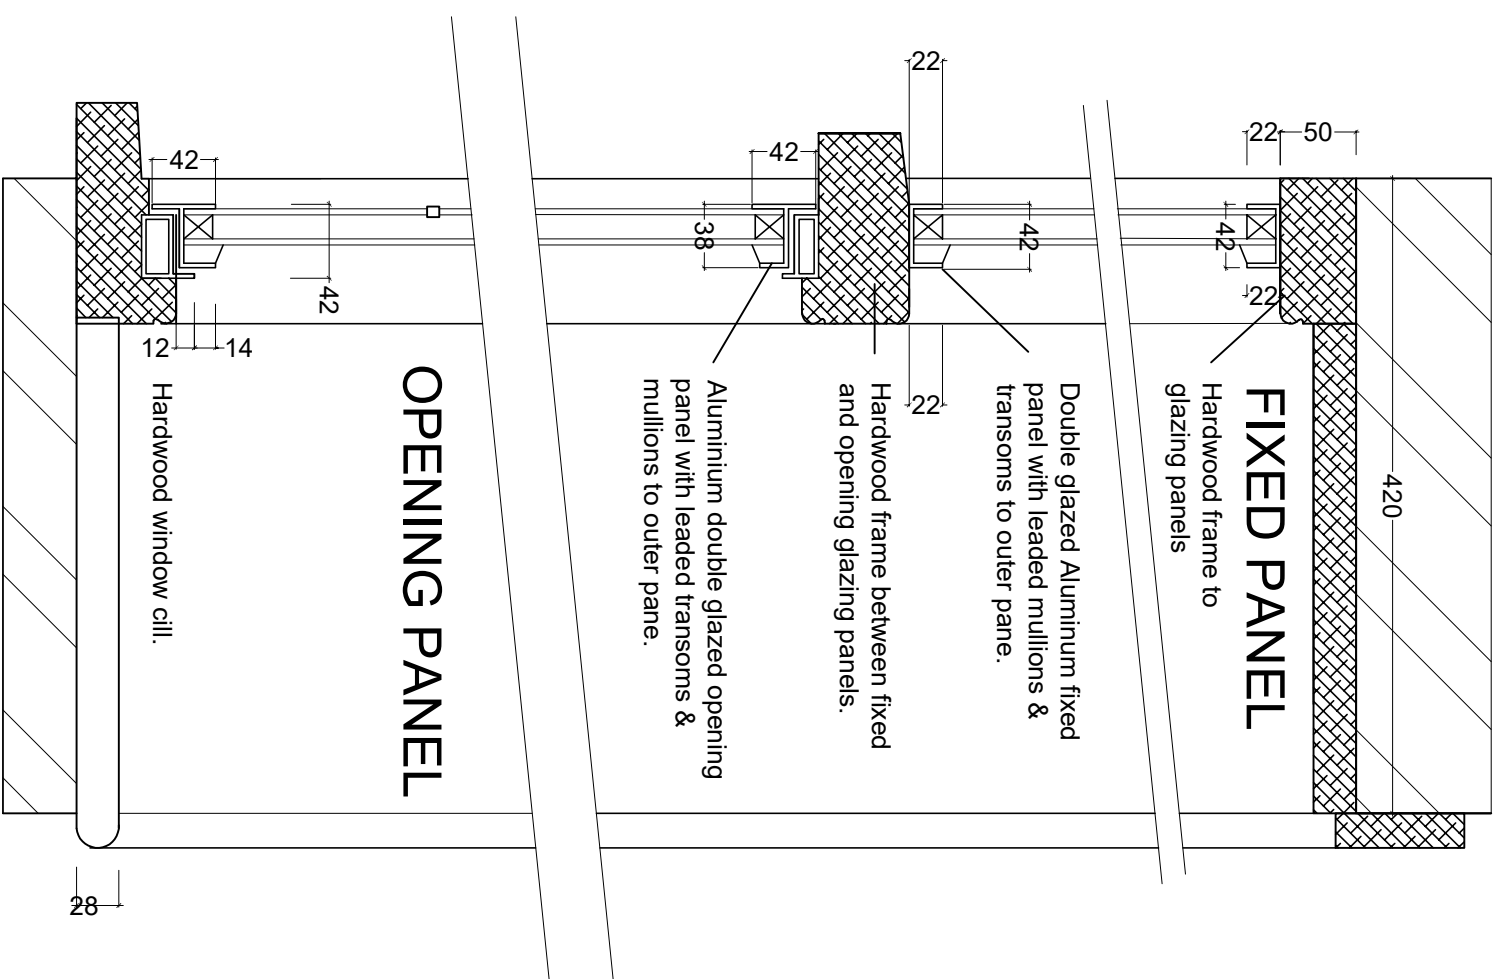 22
50
22
42
42
22
420
42
38
42
42
22
12
14
22
28
FIXED PANEL
Hardwood frame to
glazing panels
Double glazed Aluminum fixed
panel with leaded mullions &
transoms to outer pane.
Hardwood frame between fixed
and opening glazing panels.
Aluminium double glazed opening
panel with leaded transoms &
mullions to outer pane.
OPENING PANEL
Hardwood window cill.